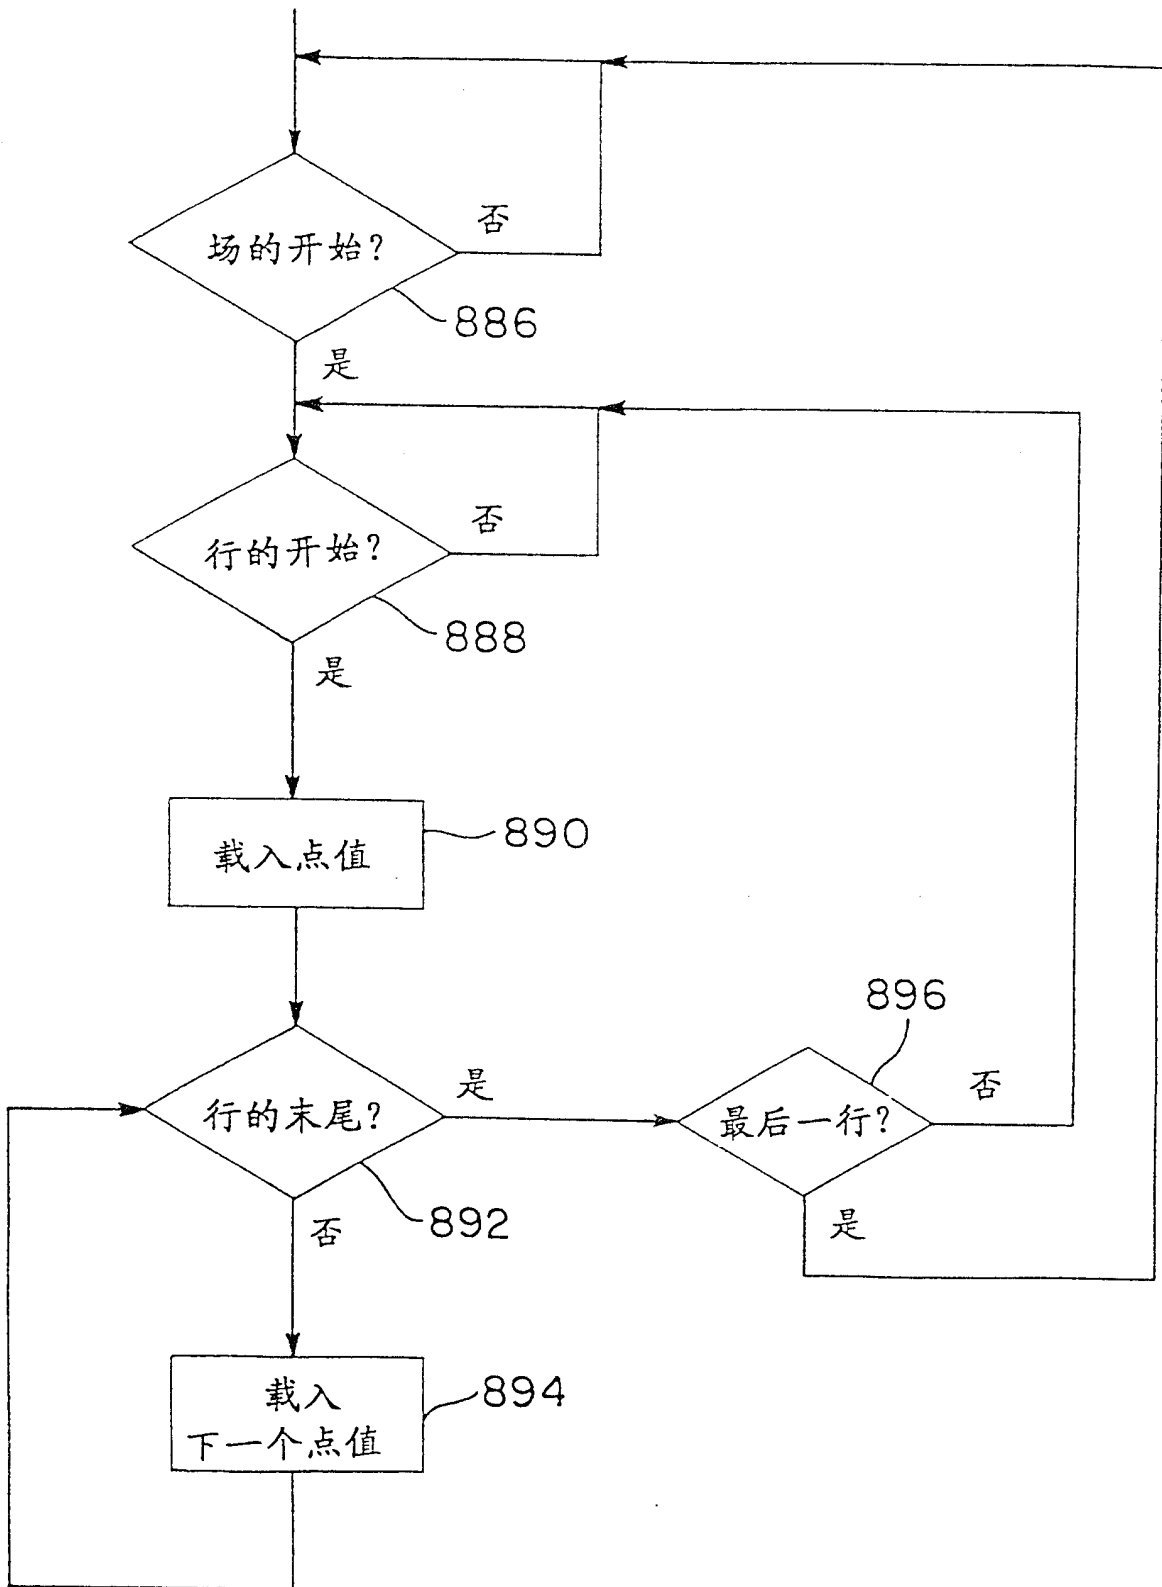 否
场的开始?
886
是
否
行的开始?
888
是
载入点值
890
896
是
否
行的末尾?
最后一行?
892
否
是
载入
下一个点值
894